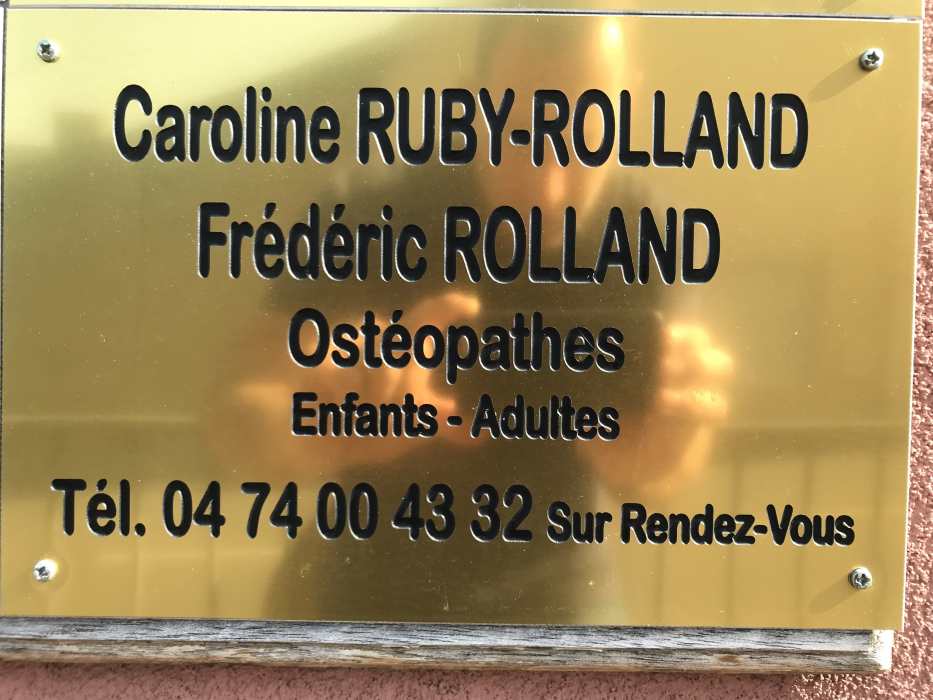 Caroline RUBY-ROLLAND
Frédéric ROLLAND
Ostéopathes
Enfants - Adultes
Tél. 04 74 00 43 32 Sur Rendez-Vous